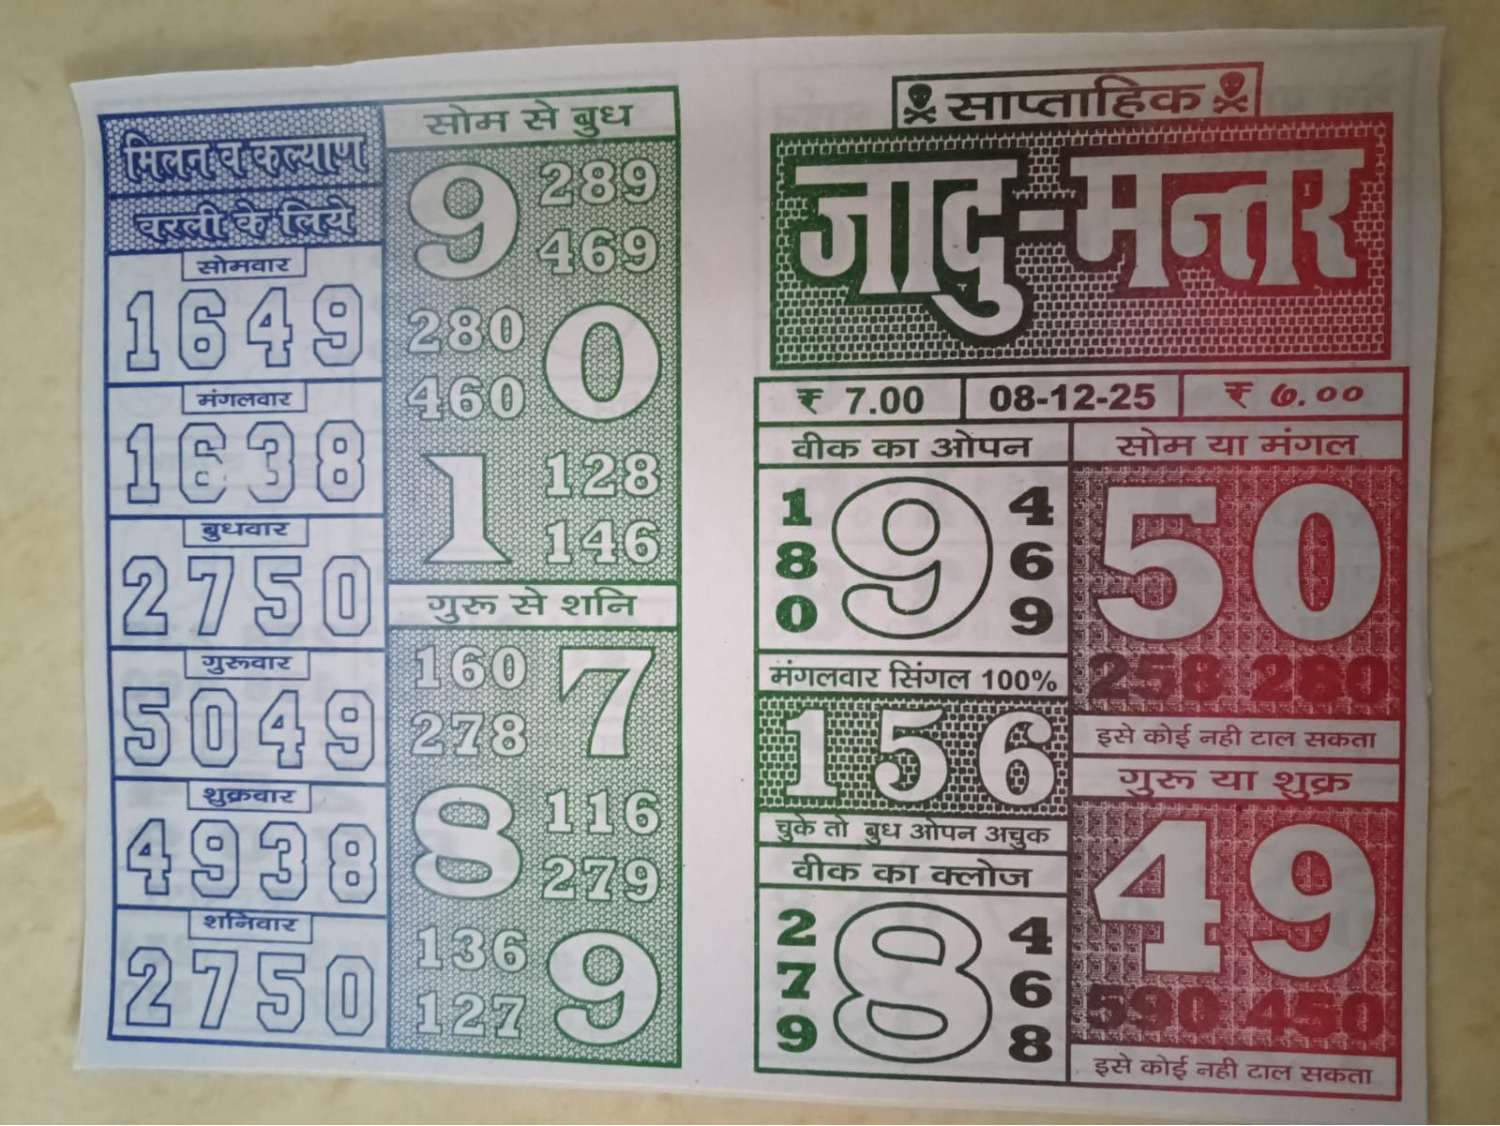 मिलन व कल्याण
वरली के लिये
सोमवार
1649
मंगलवार
1638
बुधवार
2750
गुरूवार
5049
शुक्रवार
4938
शनिवार
2750
सोम से बुध
9 289
469
280 0
460
1 128
146
गुरू से शनि
160 7
278
8 116
279
136 9
127
साप्ताहिक
जादु-मन्तर
₹ 7.00 08-12-25 ₹ ७.००
वीक का ओपन
1 9 4
8 6
0 9
मंगलवार सिंगल 100%
156
चुके तो बुध ओपन अचुक
वीक का क्लोज
2 8 4
7 6
9 8
सोम या मंगल
50
258 280
इसे कोई नही टाल सकता
गुरू या शुक्र
49
590 450
इसे कोई नही टाल सकता